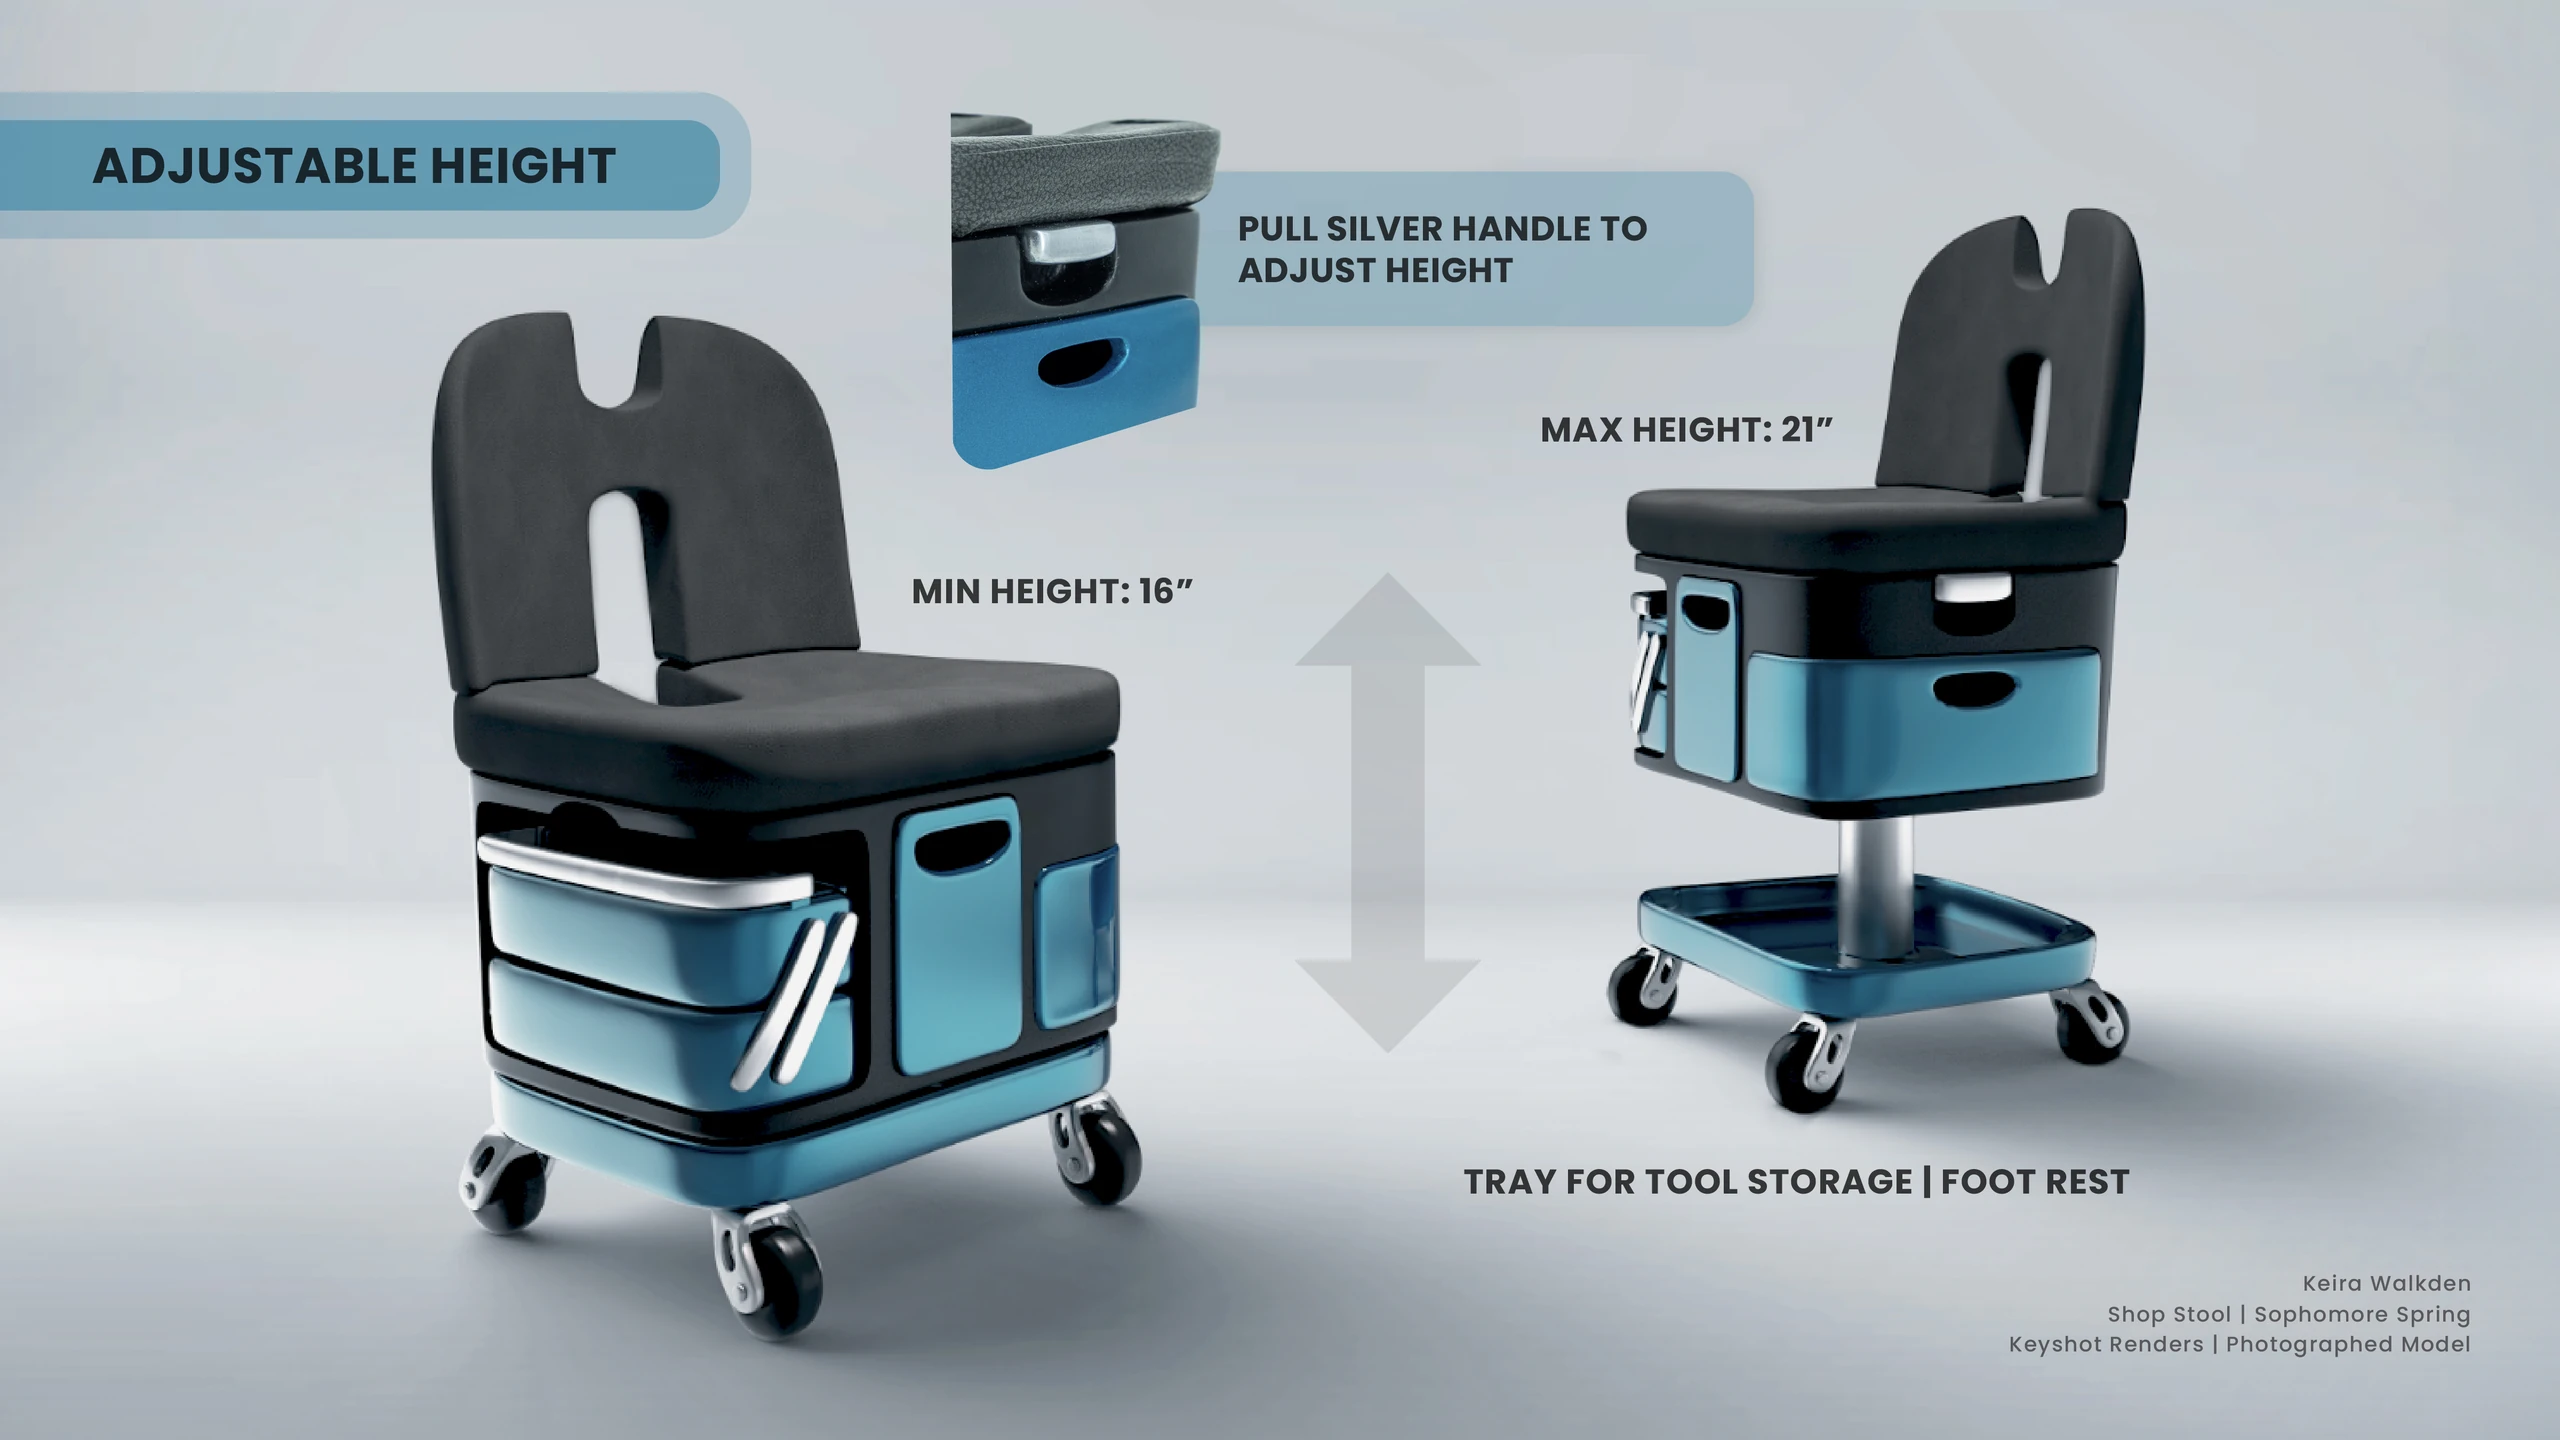 ADJUSTABLE HEIGHT
PULL SILVER HANDLE TO
ADJUST HEIGHT
MAX HEIGHT: 21”
MIN HEIGHT: 16”
TRAY FOR TOOL STORAGE | FOOT REST
Keira Walkden
Shop Stool | Sophomore Spring
Keyshot Renders | Photographed Model